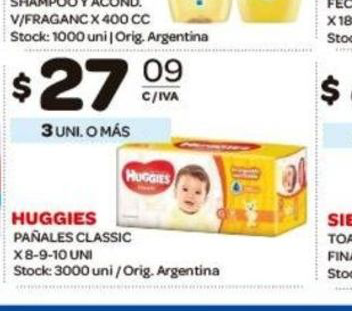 SHAMPOO Y ACOND.
V/FRAGANC X 400 CC
Stock: 1000 uni | Orig. Argentina
$27 09
C/IVA
3 UNI. O MÁS
HUGGIES
HUGGIES
PAÑALES CLASSIC
X 8-9-10 UNI
Stock: 3000 uni / Orig. Argentina
FEC
X 18
Stoc
$
SIE
TOA
FINA
Stoc